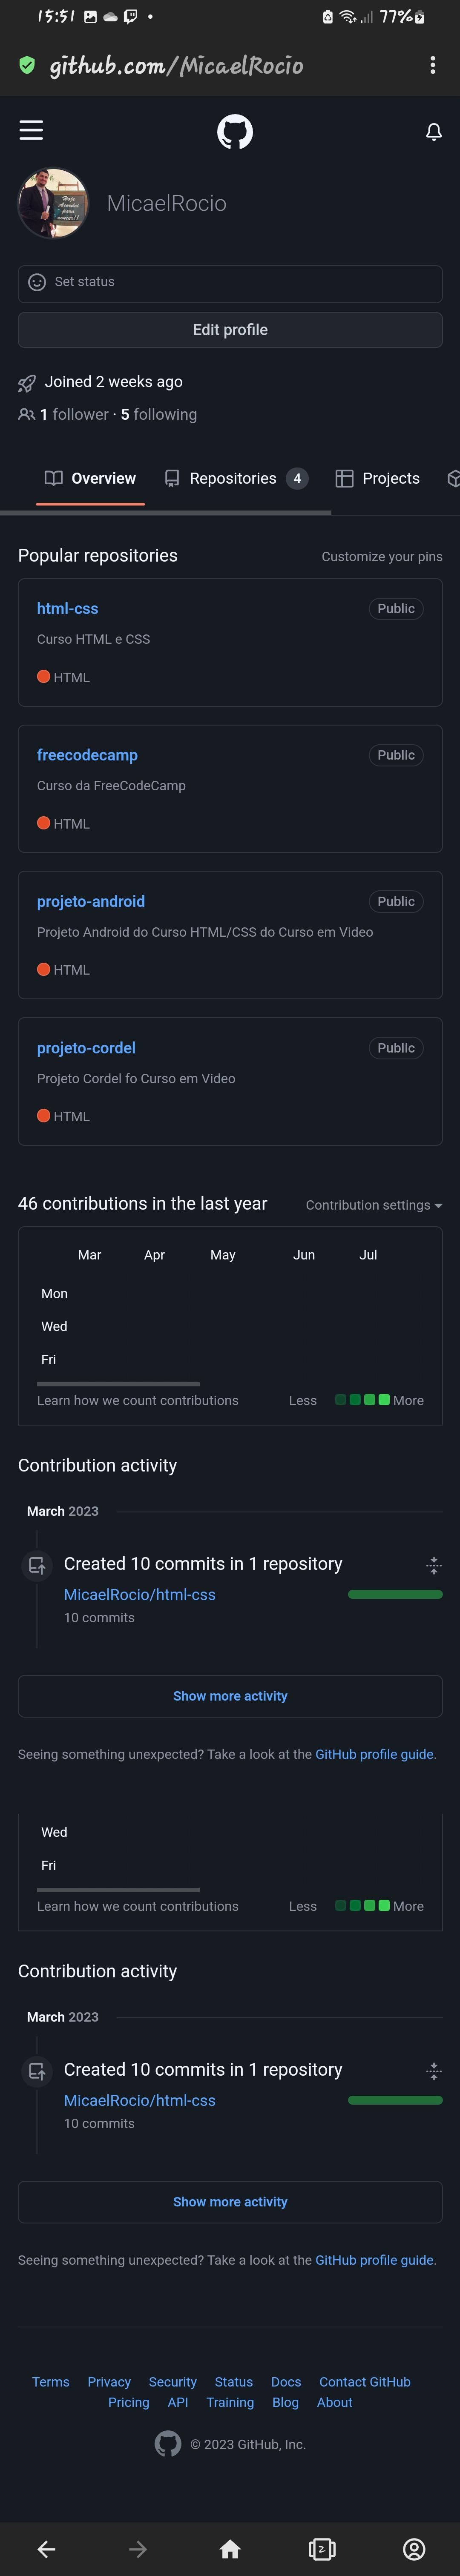 15:51
77%
github.com/MicaelRocio
MicaelRocio
Set status
Edit profile
Joined 2 weeks ago
1 follower · 5 following
Overview Repositories 4 Projects
Popular repositories Customize your pins
html-css Public
Curso HTML e CSS
HTML
freecodecamp Public
Curso da FreeCodeCamp
HTML
projeto-android Public
Projeto Android do Curso HTML/CSS do Curso em Video
HTML
projeto-cordel Public
Projeto Cordel fo Curso em Video
HTML
46 contributions in the last year Contribution settings
Mar Apr May Jun Jul
Mon
Wed
Fri
Learn how we count contributions Less More
Contribution activity
March 2023
Created 10 commits in 1 repository
MicaelRocio/html-css
10 commits
Show more activity
Seeing something unexpected? Take a look at the GitHub profile guide.
Wed
Fri
Learn how we count contributions Less More
Contribution activity
March 2023
Created 10 commits in 1 repository
MicaelRocio/html-css
10 commits
Show more activity
Seeing something unexpected? Take a look at the GitHub profile guide.
Terms Privacy Security Status Docs Contact GitHub
Pricing API Training Blog About
© 2023 GitHub, Inc.
2